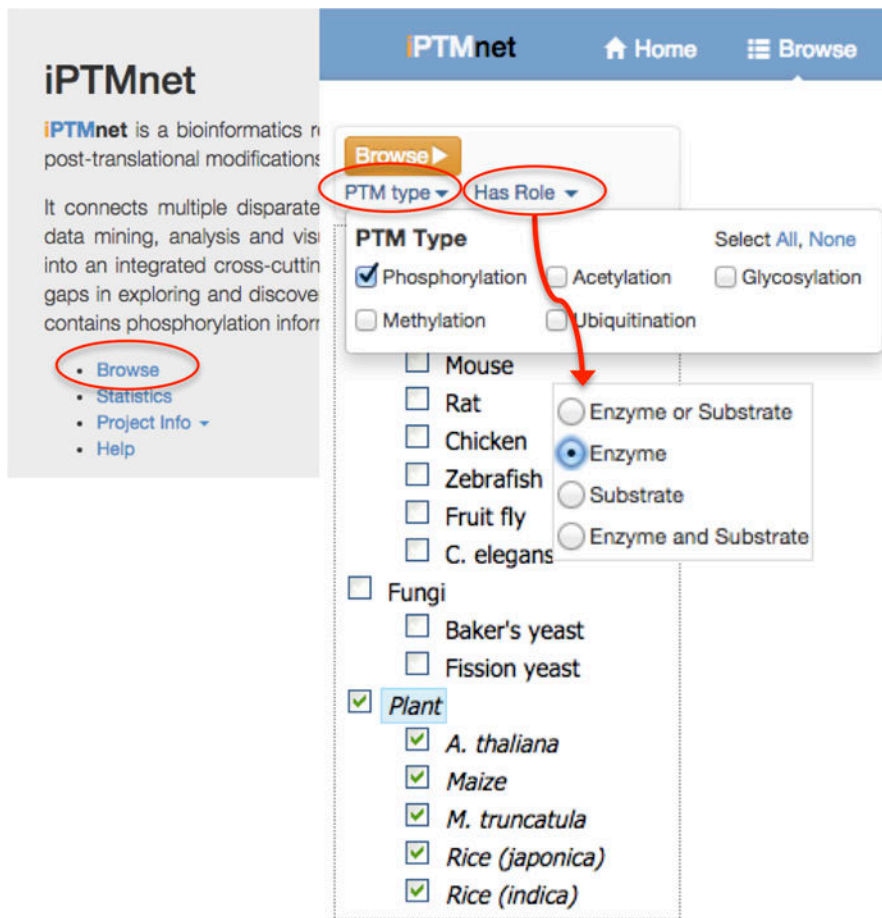 iPTMnet
iPTMnet is a bioinformatics
post-translational modifications
It connects multiple disparate
data mining, analysis and
into an integrated cross-cutting
gaps in exploring and
contains phosphorylation
Browse
Statistics
Project Info
Help
iPTMnet Home Browse
Browse
PTM type Has Role
PTM Type Select All, None
Phosphorylation Acetylation Glycosylation
Methylation Ubiquitination
Mouse
Rat
Chicken
Zebrafish
Fruit fly
C. elegans
Enzyme or Substrate
Enzyme
Substrate
Enzyme and Substrate
Fungi
Baker's yeast
Fission yeast
Plant
A. thaliana
Maize
M. truncatula
Rice (japonica)
Rice (indica)